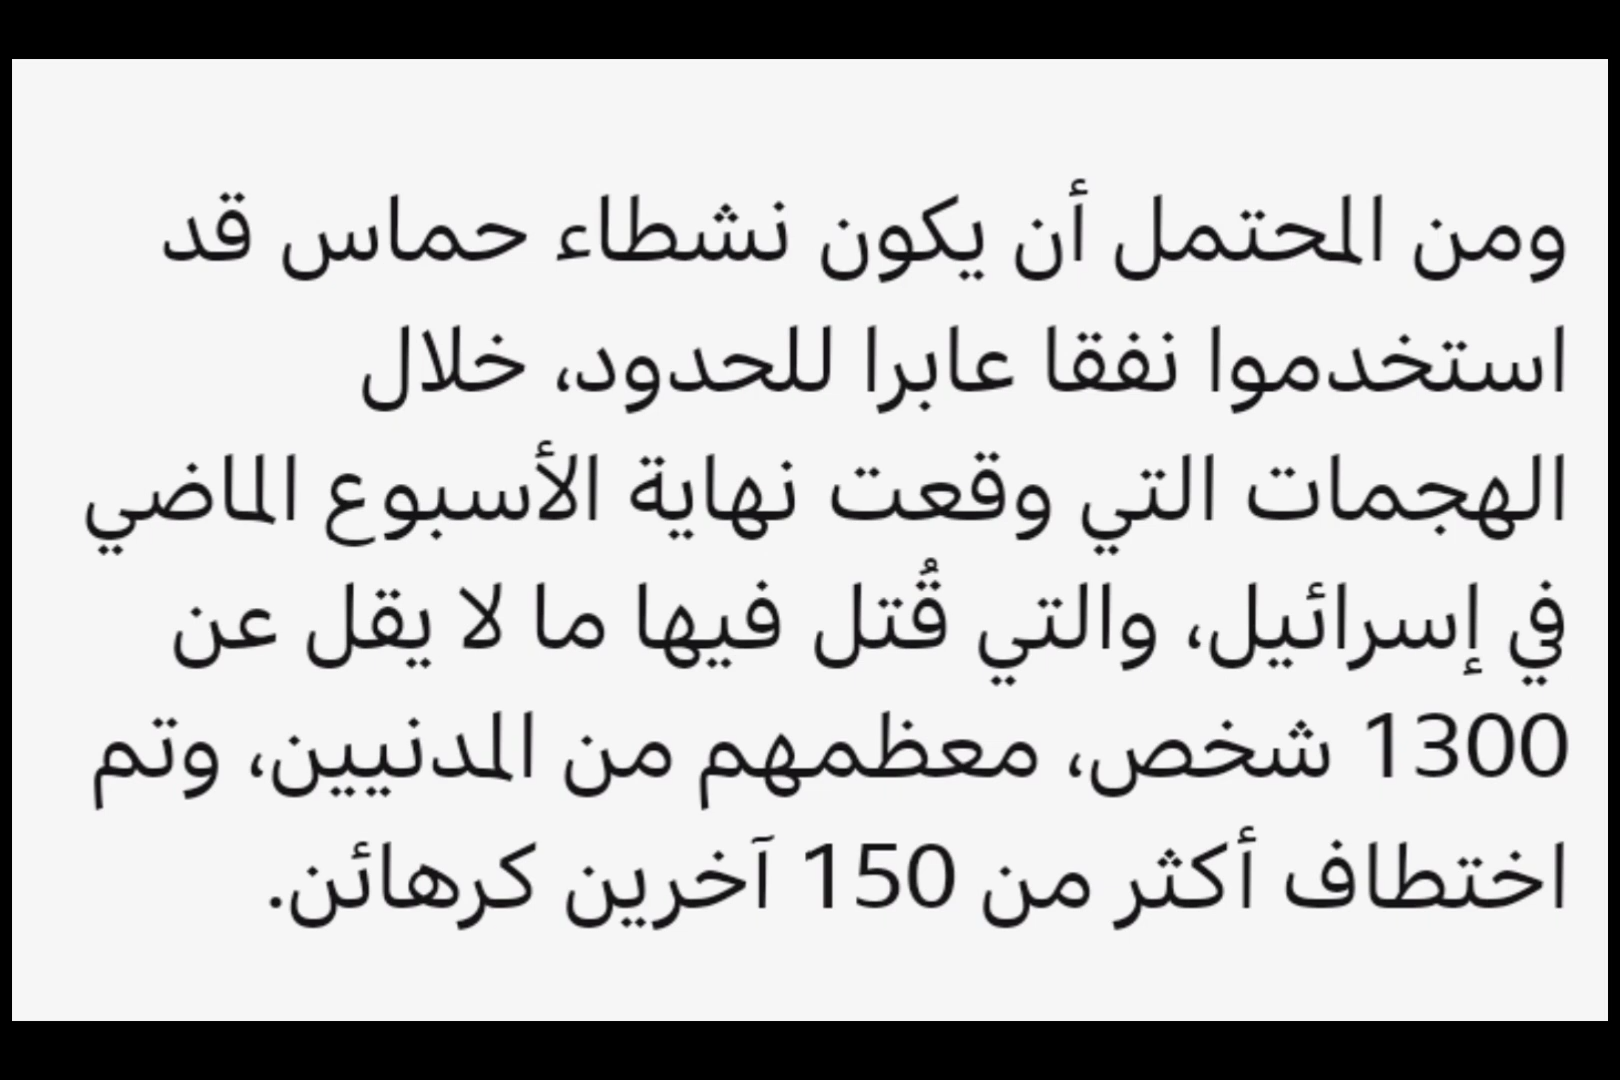 ومن المحتمل أن يكون نشطاء حماس قد
استخدموا نفقا عابرا للحدود، خلال
الهجمات التي وقعت نهاية الأسبوع الماضي
في إسرائيل، والتي قُتل فيها ما لا يقل عن
1300 شخص، معظمهم من المدنيين، وتم
اختطاف أكثر من 150 آخرين كرهائن.